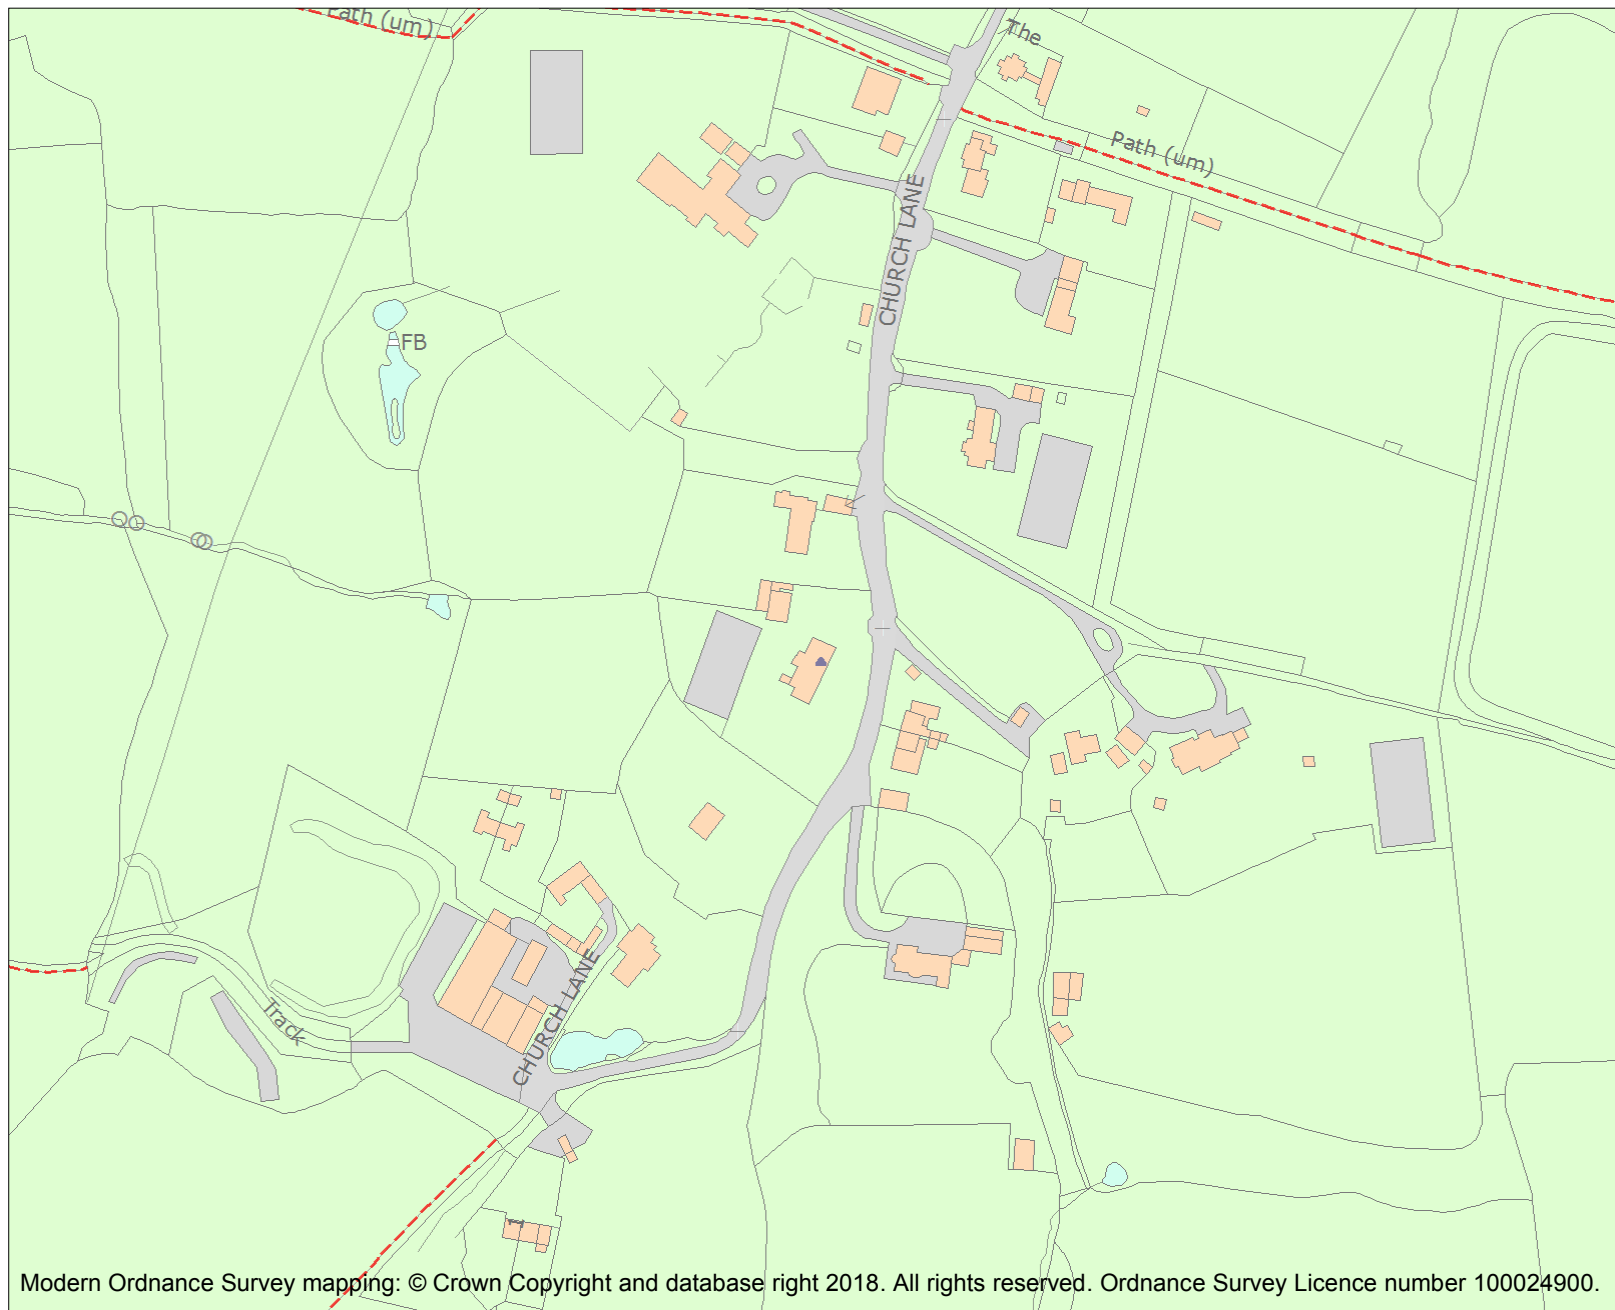 Path (um)
The
Path (um)
CHURCH LANE
FB
CHURCH LANE
Track
1
Modern Ordnance Survey mapping: © Crown Copyright and database right 2018. All rights reserved. Ordnance Survey Licence number 100024900.